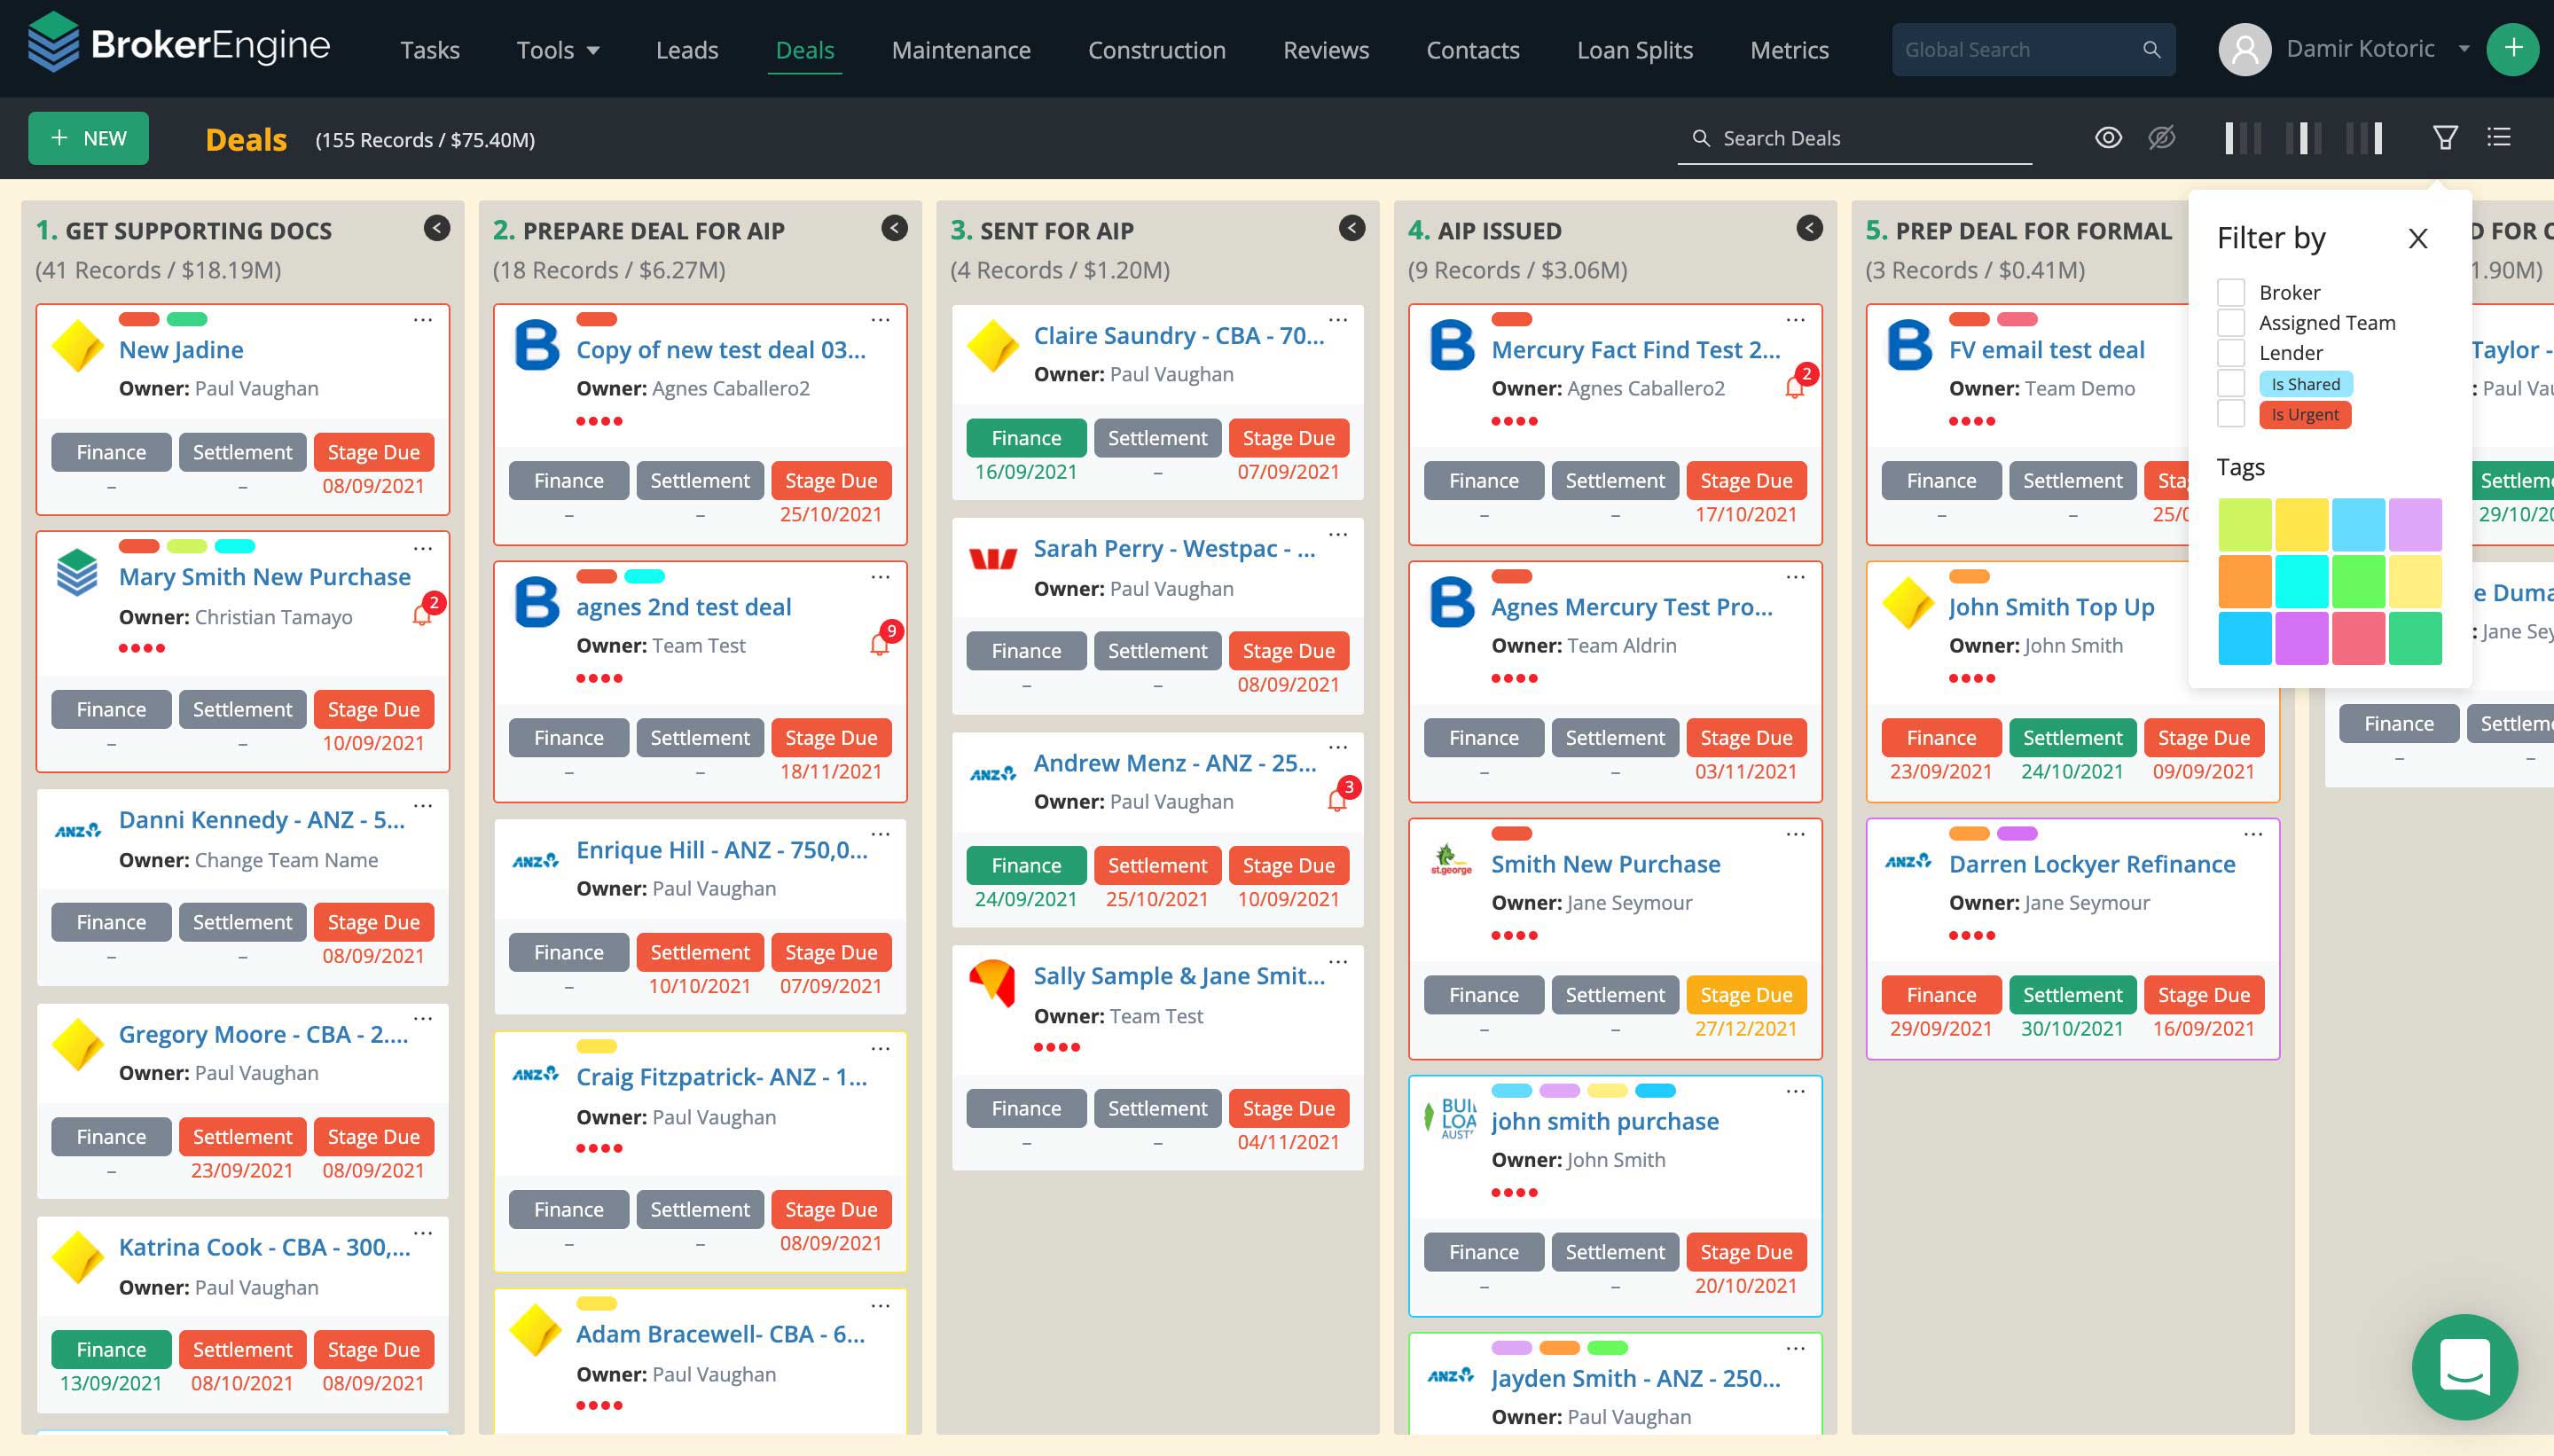 BrokerEngine
Tasks Tools Leads Deals Maintenance Construction Reviews Contacts Loan Splits Metrics Global Search Damir Kotoric +
+ NEW Deals (155 Records / $75.40M) Search Deals
1. GET SUPPORTING DOCS
(41 Records / $18.19M)
New Jadine
Owner: Paul Vaughan
Finance Settlement Stage Due
– – 08/09/2021
Mary Smith New Purchase
Owner: Christian Tamayo 2
Finance Settlement Stage Due
– – 10/09/2021
ANZ Danni Kennedy - ANZ - 5...
Owner: Change Team Name
Finance Settlement Stage Due
– – 08/09/2021
Gregory Moore - CBA - 2....
Owner: Paul Vaughan
Finance Settlement Stage Due
– 23/09/2021 08/09/2021
Katrina Cook - CBA - 300,...
Owner: Paul Vaughan
Finance Settlement Stage Due
13/09/2021 08/10/2021 08/09/2021
2. PREPARE DEAL FOR AIP
(18 Records / $6.27M)
B Copy of new test deal 03...
Owner: Agnes Caballero2
Finance Settlement Stage Due
– – 25/10/2021
B agnes 2nd test deal
Owner: Team Test 9
Finance Settlement Stage Due
– – 18/11/2021
ANZ Enrique Hill - ANZ - 750,0...
Owner: Paul Vaughan
Finance Settlement Stage Due
– 10/10/2021 07/09/2021
ANZ Craig Fitzpatrick- ANZ - 1...
Owner: Paul Vaughan
Finance Settlement Stage Due
– – 08/09/2021
Adam Bracewell- CBA - 6...
Owner: Paul Vaughan
3. SENT FOR AIP
(4 Records / $1.20M)
Claire Saundry - CBA - 70...
Owner: Paul Vaughan
Finance Settlement Stage Due
16/09/2021 – 07/09/2021
Sarah Perry - Westpac - ...
Owner: Paul Vaughan
Finance Settlement Stage Due
– – 08/09/2021
ANZ Andrew Menz - ANZ - 25...
Owner: Paul Vaughan 3
Finance Settlement Stage Due
24/09/2021 25/10/2021 10/09/2021
Sally Sample & Jane Smit...
Owner: Team Test
Finance Settlement Stage Due
– – 04/11/2021
4. AIP ISSUED
(9 Records / $3.06M)
B Mercury Fact Find Test 2...
Owner: Agnes Caballero2 2
Finance Settlement Stage Due
– – 17/10/2021
B Agnes Mercury Test Pro...
Owner: Team Aldrin
Finance Settlement Stage Due
– – 03/11/2021
st.george Smith New Purchase
Owner: Jane Seymour
Finance Settlement Stage Due
– – 27/12/2021
BUI
LOA
AUST
john smith purchase
Owner: John Smith
Finance Settlement Stage Due
– – 20/10/2021
ANZ Jayden Smith - ANZ - 250...
Owner: Paul Vaughan
5. PREP DEAL FOR FORMAL
(3 Records / $0.41M)
B FV email test deal
Owner: Team Demo
Finance Settlement Sta
– – 25/0
John Smith Top Up
Owner: John Smith
Finance Settlement Stage Due
23/09/2021 24/10/2021 09/09/2021
ANZ Darren Lockyer Refinance
Owner: Jane Seymour
Finance Settlement Stage Due
29/09/2021 30/10/2021 16/09/2021
D FOR C
1.90M)
Taylor -
: Paul Vau
Settlem
29/10/20
e Duma
: Jane Sey
Finance Settlem
– –
Filter by X
Broker
Assigned Team
Lender
Is Shared
Is Urgent
Tags